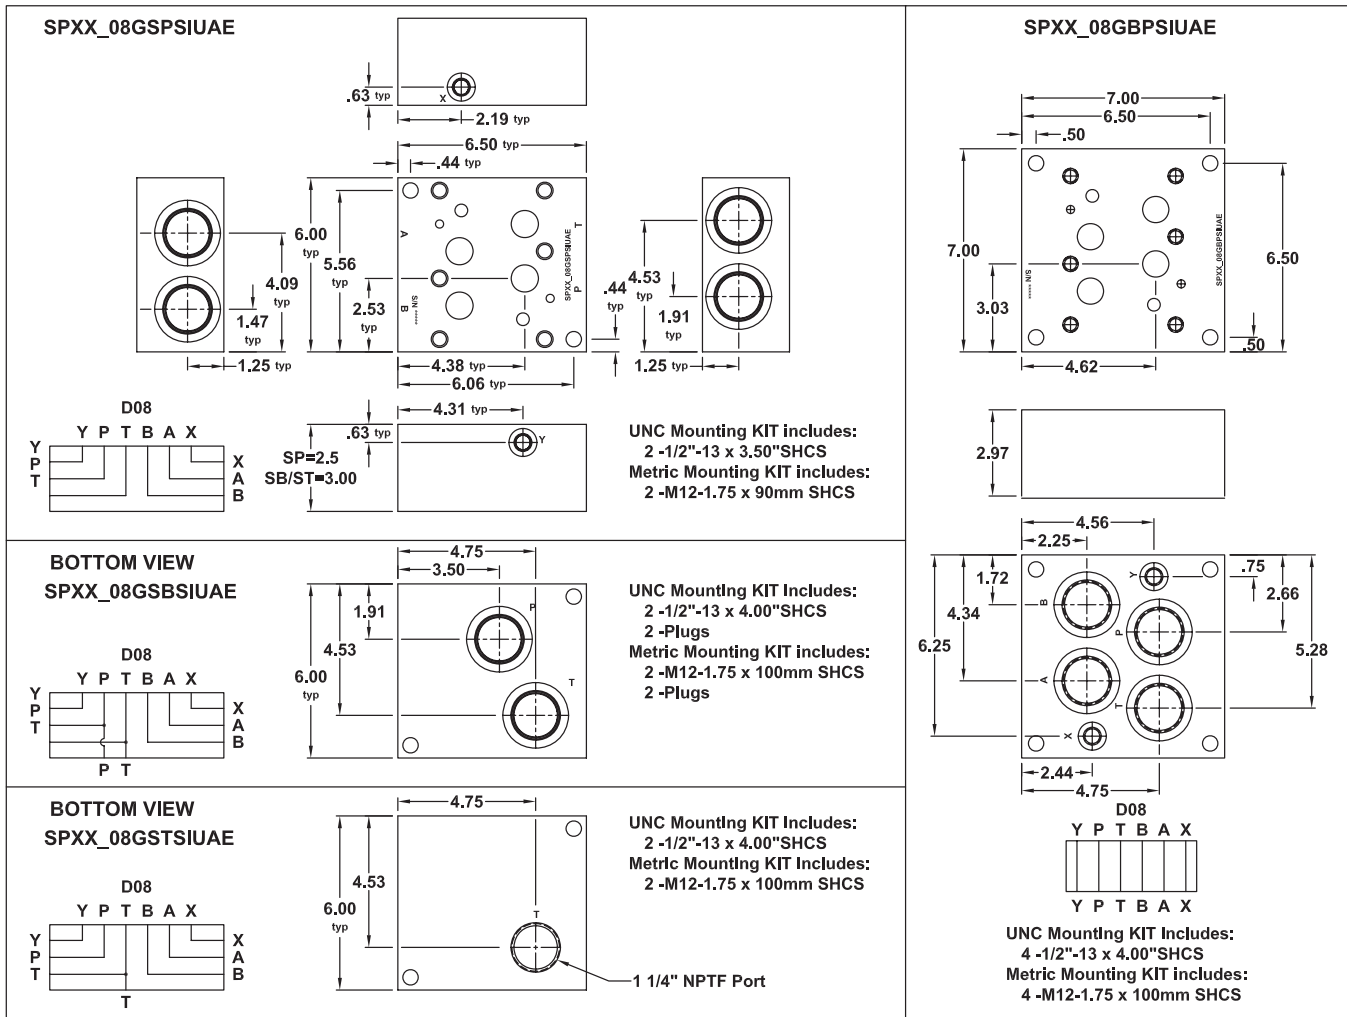 SPXX_08GSPSIUAE
.63 typ
X
2.19 typ
6.50 typ
.44 typ
6.00 typ
5.56
2.53 typ
4.09 typ
1.47 typ
1.25 typ
A
B
T
P
S/N
SPXX_08GSPSIUAE
4.38 typ
6.06 typ
.44 typ
4.53 typ
1.91 typ
1.25 typ
D08
Y P T B A X
Y
P
T
X
A
B
4.31 typ
.63 typ
Y
SP=2.5
SB/ST=3.00
UNC Mounting KIT includes:
2 -1/2"-13 x 3.50"SHCS
Metric Mounting KIT includes:
2 -M12-1.75 x 90mm SHCS
BOTTOM VIEW
SPXX_08GSBSIUAE
D08
Y P T B A X
Y
P
T
X
A
B
P T
4.75
3.50
1.91
4.53
6.00 typ
P
T
UNC Mounting KIT Includes:
2 -1/2"-13 x 4.00"SHCS
2 -Plugs
Metric Mounting KIT includes:
2 -M12-1.75 x 100mm SHCS
2 -Plugs
BOTTOM VIEW
SPXX_08GSTSIUAE
D08
Y P T B A X
Y
P
T
X
A
B
T
4.75
4.53
6.00 typ
T
1 1/4" NPTF Port
UNC Mounting KIT Includes:
2 -1/2"-13 x 4.00"SHCS
Metric Mounting KIT Includes:
2 -M12-1.75 x 100mm SHCS
SPXX_08GBPSIUAE
7.00
6.50
.50
7.00
3.03
6.50
.50
4.62
S/N
SPXX_08GBPSIUAE
2.97
4.56
2.25
1.72
4.34
6.25
.75
2.66
5.28
Y
B
P
A
T
X
2.44
4.75
D08
Y P T B A X
Y P T B A X
UNC Mounting KIT Includes:
4 -1/2"-13 x 4.00"SHCS
Metric Mounting KIT includes:
4 -M12-1.75 x 100mm SHCS